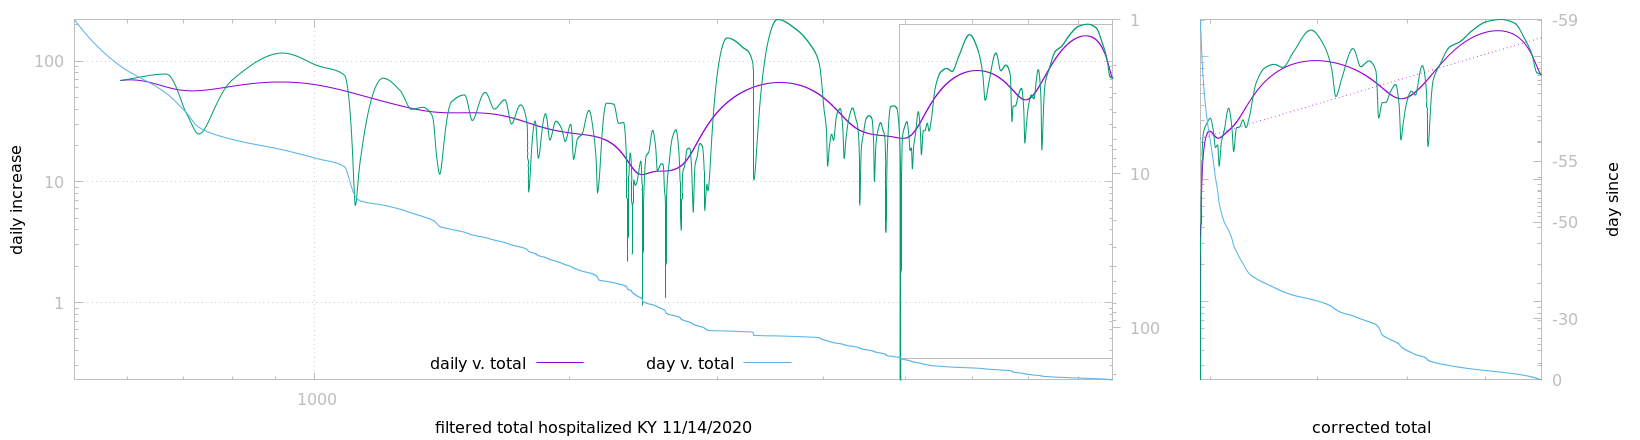 100
10
1
daily increase
1000
filtered total hospitalized KY 11/14/2020
daily v. total
day v. total
1
10
100
-59
-55
-50
-30
0
day since
corrected total